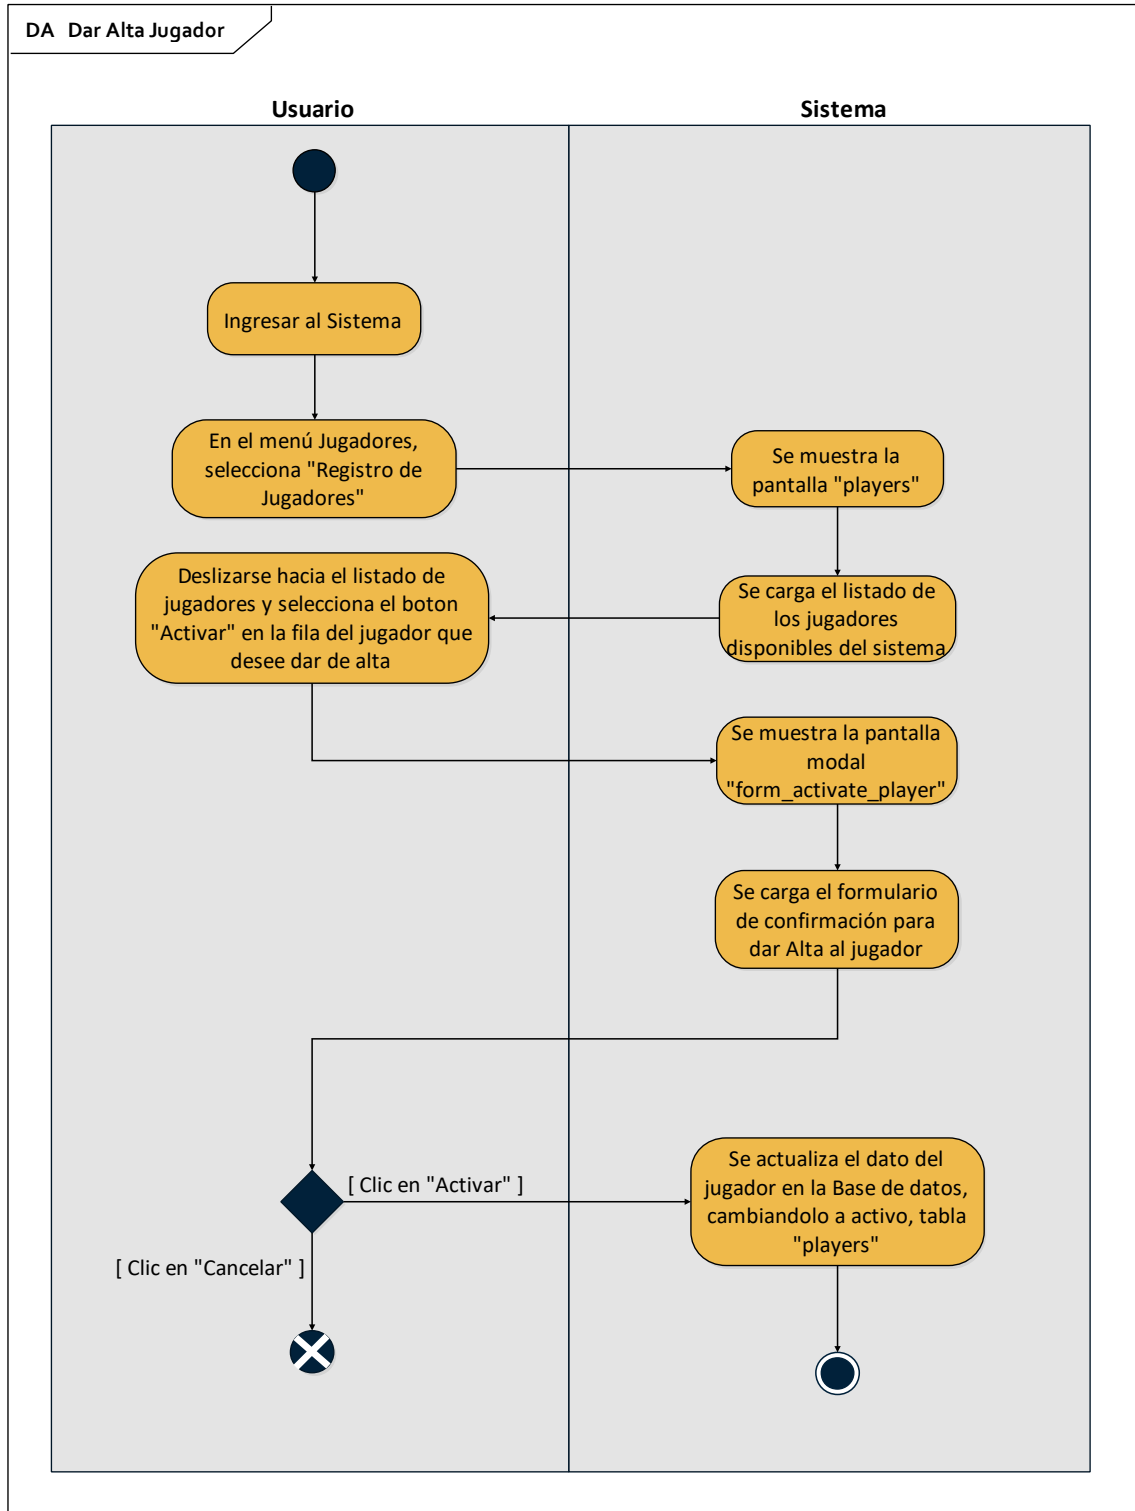 DA Dar Alta Jugador
Usuario
Sistema
Ingresar al Sistema
En el menú Jugadores,
selecciona "Registro de
Jugadores"
Se muestra la
pantalla "players"
Se carga el listado de
los jugadores
disponibles del sistema
Deslizarse hacia el listado de
jugadores y selecciona el boton
"Activar" en la fila del jugador que
desee dar de alta
Se muestra la pantalla
modal
"form_activate_player"
Se carga el formulario
de confirmación para
dar Alta al jugador
[ Clic en "Activar" ]
Se actualiza el dato del
jugador en la Base de datos,
cambiandolo a activo, tabla
"players"
[ Clic en "Cancelar" ]